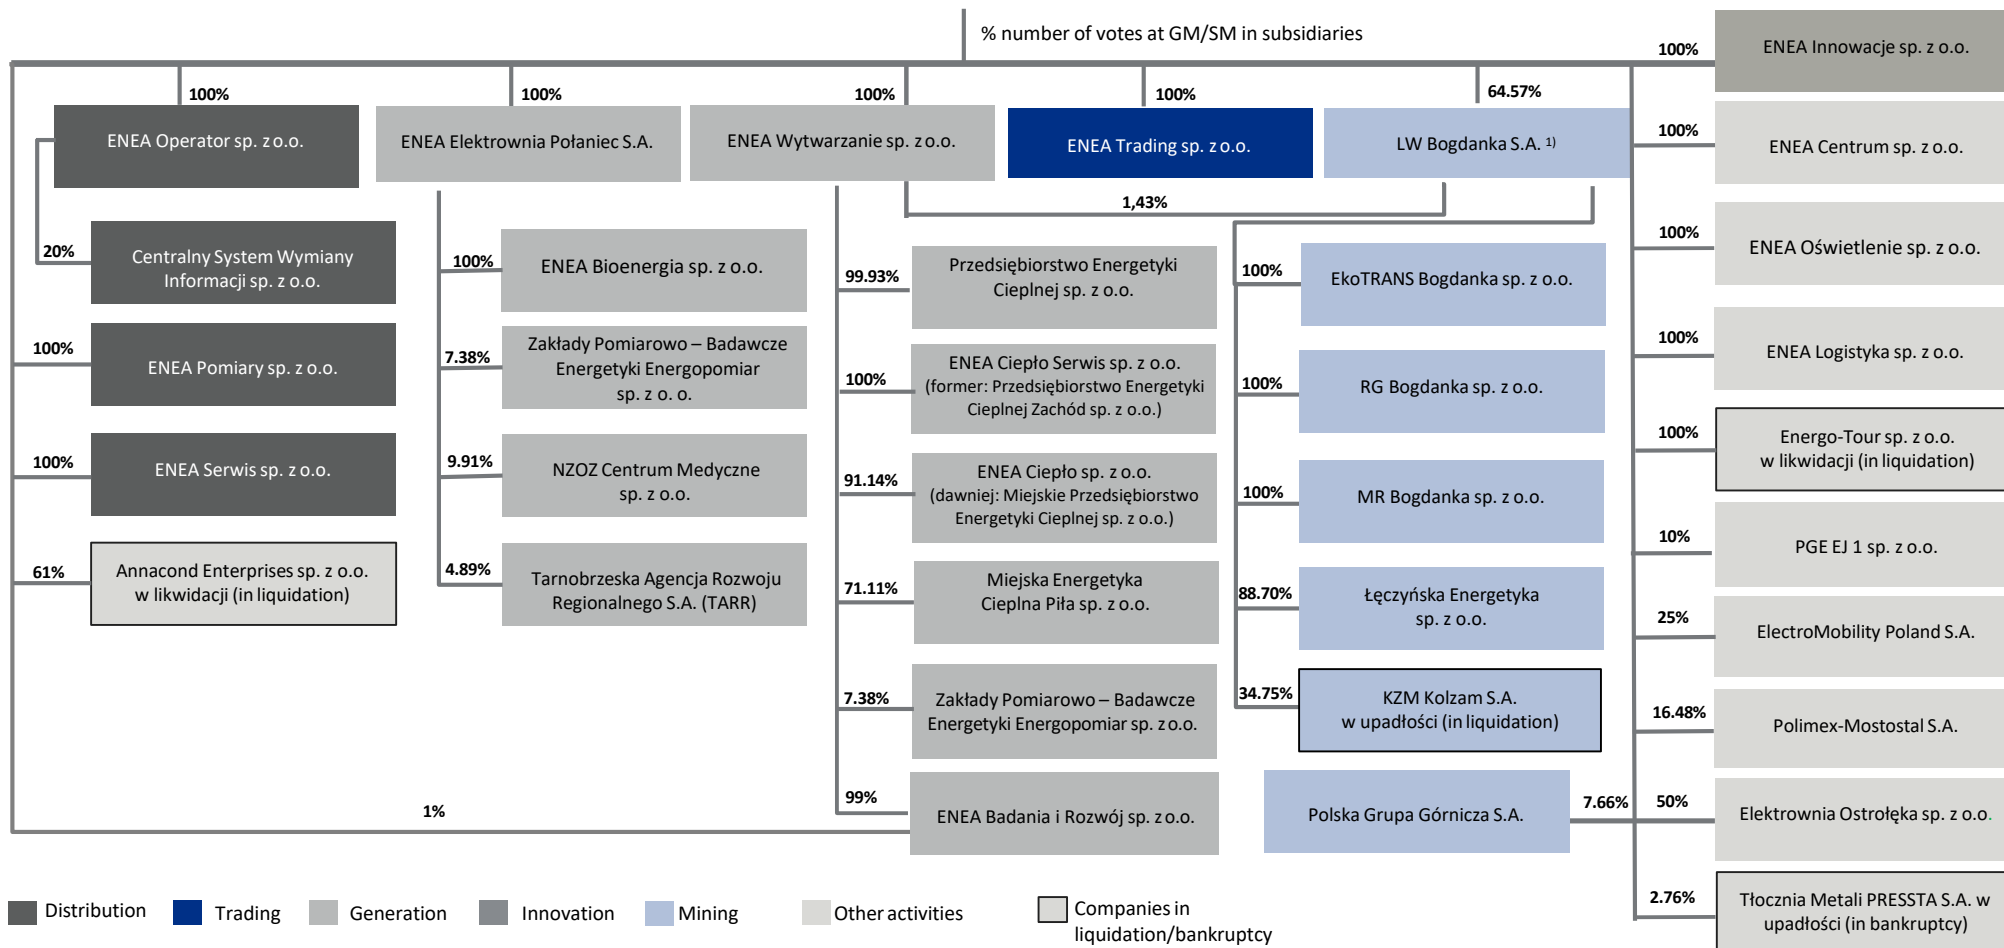 % number of votes at GM/SM in subsidiaries
100%
ENEA Innowacje sp. z o.o.
100%
ENEA Operator sp. z o.o.
100%
ENEA Elektrownia Połaniec S.A.
100%
ENEA Wytwarzanie sp. z o.o.
100%
ENEA Trading sp. z o.o.
64.57%
LW Bogdanka S.A. 1)
1,43%
20%
Centralny System Wymiany
Informacji sp. z o.o.
100%
ENEA Pomiary sp. z o.o.
100%
ENEA Serwis sp. z o.o.
61%
Annacond Enterprises sp. z o.o.
w likwidacji (in liquidation)
100%
ENEA Bioenergia sp. z o.o.
7.38%
Zakłady Pomiarowo – Badawcze
Energetyki Energopomiar
sp. z o. o.
9.91%
NZOZ Centrum Medyczne
sp. z o.o.
4.89%
Tarnobrzeska Agencja Rozwoju
Regionalnego S.A. (TARR)
99.93%
Przedsiębiorstwo Energetyki
Cieplnej sp. z o.o.
100%
ENEA Ciepło Serwis sp. z o.o.
(former: Przedsiębiorstwo Energetyki
Cieplnej Zachód sp. z o.o.)
91.14%
ENEA Ciepło sp. z o.o.
(dawniej: Miejskie Przedsiębiorstwo
Energetyki Cieplnej sp. z o.o.)
71.11%
Miejska Energetyka
Cieplna Piła sp. z o.o.
7.38%
Zakłady Pomiarowo – Badawcze
Energetyki Energopomiar sp. z o.o.
99%
ENEA Badania i Rozwój sp. z o.o.
1%
100%
EkoTRANS Bogdanka sp. z o.o.
100%
RG Bogdanka sp. z o.o.
100%
MR Bogdanka sp. z o.o.
88.70%
Łęczyńska Energetyka
sp. z o.o.
34.75%
KZM Kolzam S.A.
w upadłości (in liquidation)
Polska Grupa Górnicza S.A.
7.66%
100%
ENEA Centrum sp. z o.o.
100%
ENEA Oświetlenie sp. z o.o.
100%
ENEA Logistyka sp. z o.o.
100%
Energo-Tour sp. z o.o.
w likwidacji (in liquidation)
10%
PGE EJ 1 sp. z o.o.
25%
ElectroMobility Poland S.A.
16.48%
Polimex-Mostostal S.A.
50%
Elektrownia Ostrołęka sp. z o.o.
2.76%
Tłocznia Metali PRESSTA S.A. w
upadłości (in bankruptcy)
Distribution
Trading
Generation
Innovation
Mining
Other activities
Companies in
liquidation/bankruptcy